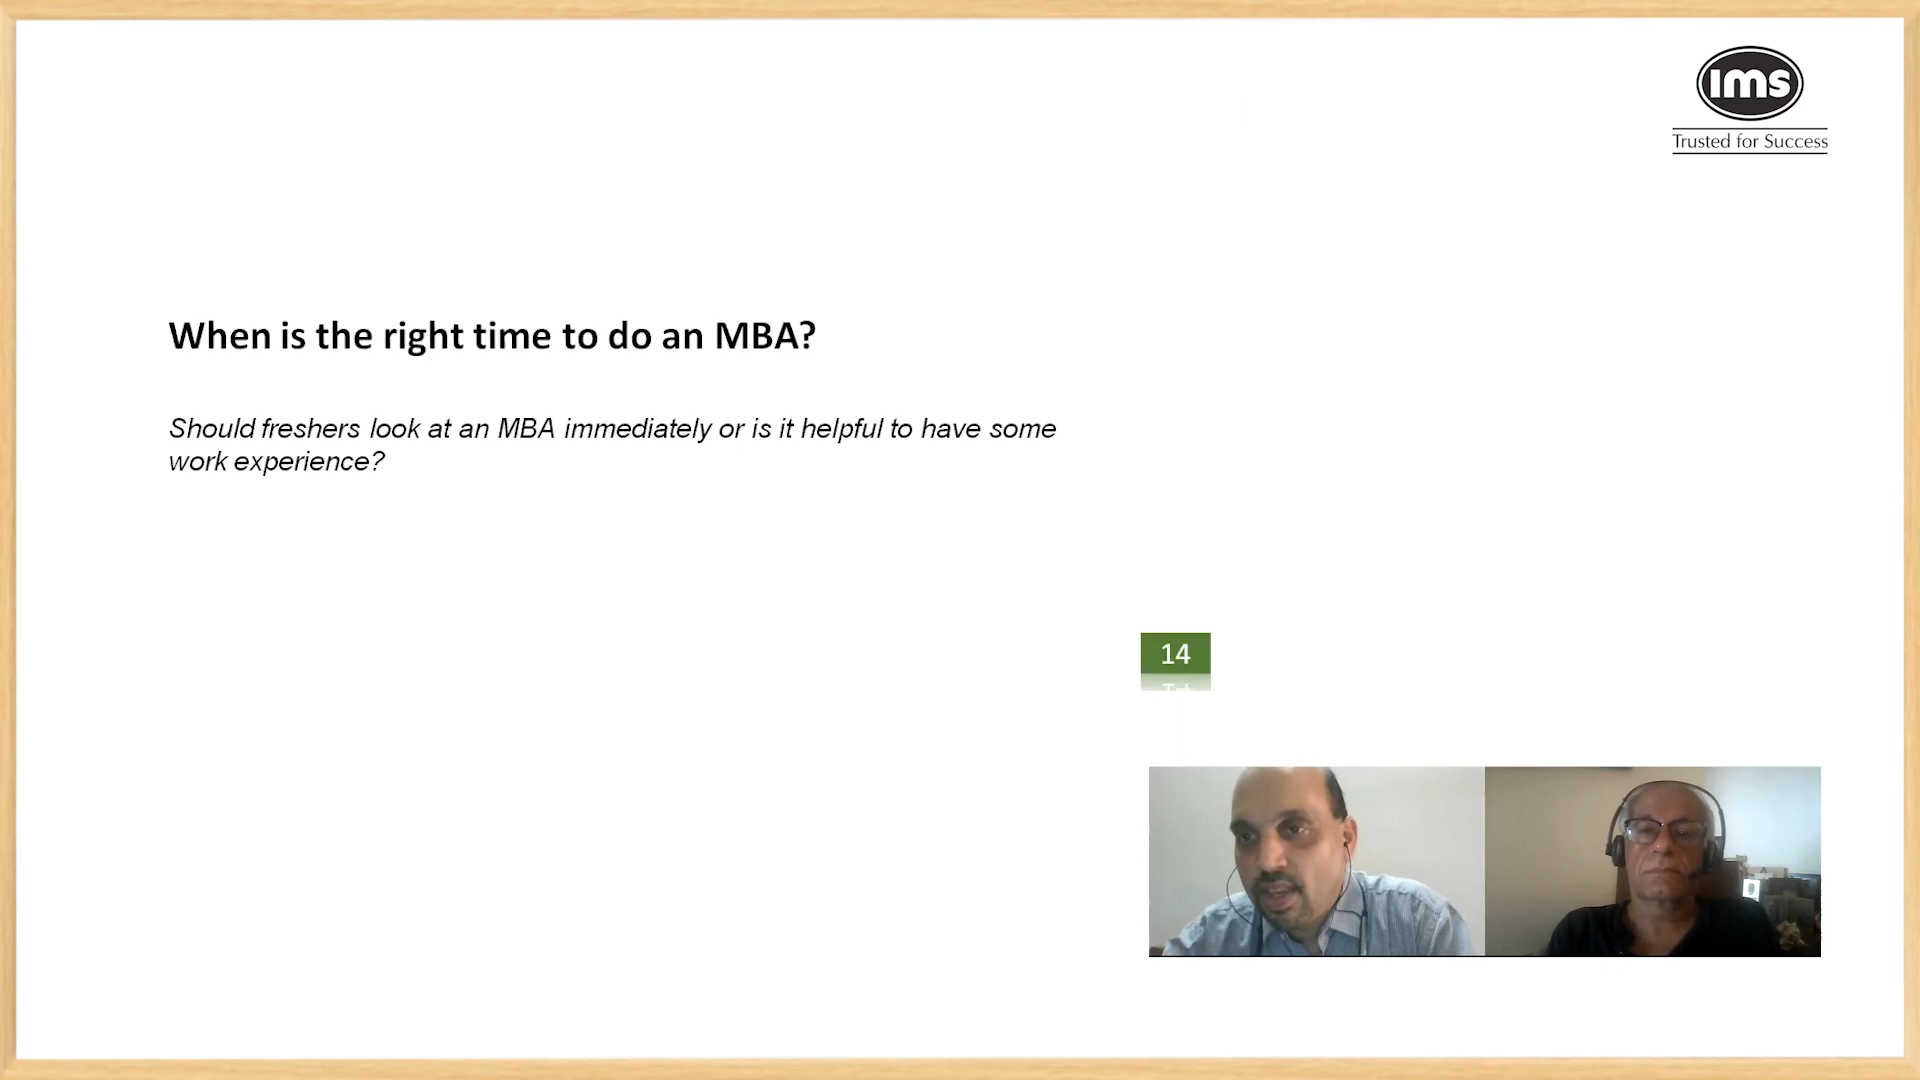 ims
Trusted for Success
When is the right time to do an MBA?
Should freshers look at an MBA immediately or is it helpful to have some
work experience?
14